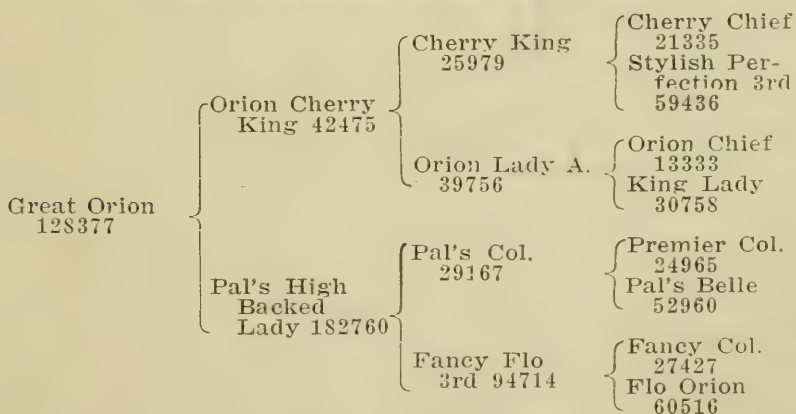 Great Orion
128377
Orion Cherry
King 42475
Pal's High
Backed
Lady 182760
Cherry King
25979
Orion Lady A.
39756
Pal's Col.
29167
Fancy Flo
3rd 94714
Cherry Chief
21335
Stylish Per-
fection 3rd
59436
Orion Chief
13333
King Lady
30758
Premier Col.
24965
Pal's Belle
52960
Fancy Col.
27427
Flo Orion
60516